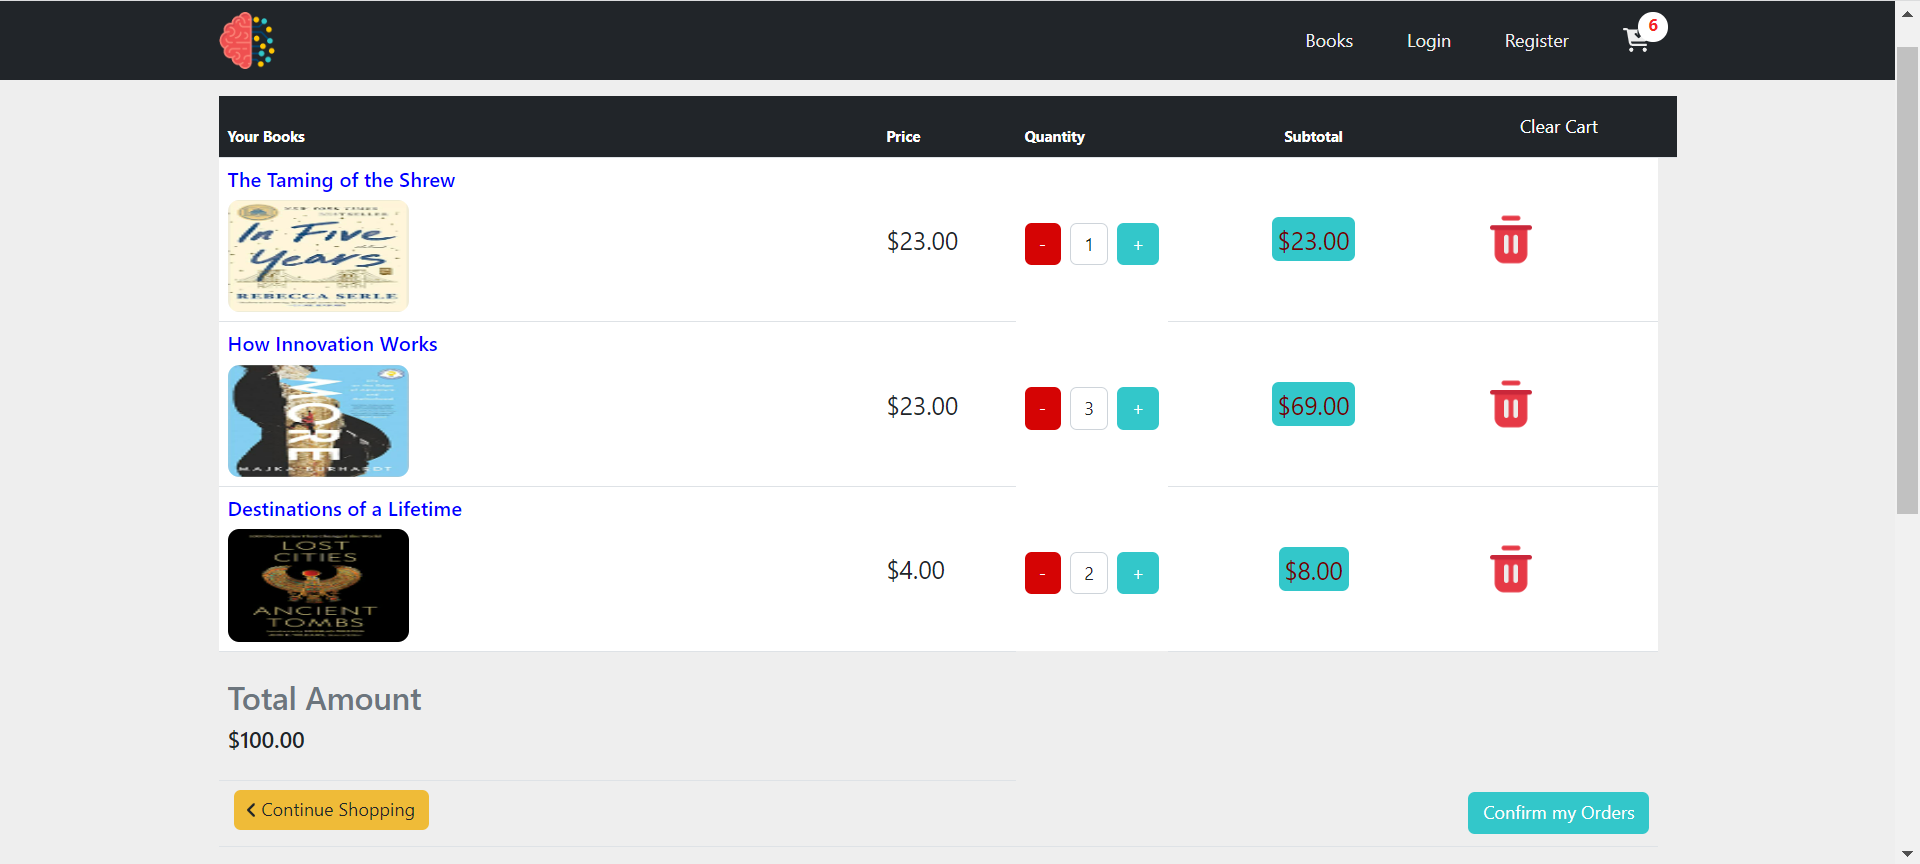 Books Login Register 6
Your Books Price Quantity Subtotal Clear Cart
The Taming of the Shrew
NEW YORK TIMES
BESTSELLER
In Five
Years
REBECCA SERLE
$23.00 - 1 + $23.00
How Innovation Works
MORE
MAJKA BURHARDT
$23.00 - 3 + $69.00
Destinations of a Lifetime
LOST
CITIES
ANCIENT
TOMBS
$4.00 - 2 + $8.00
Total Amount
$100.00
Continue Shopping
Confirm my Orders